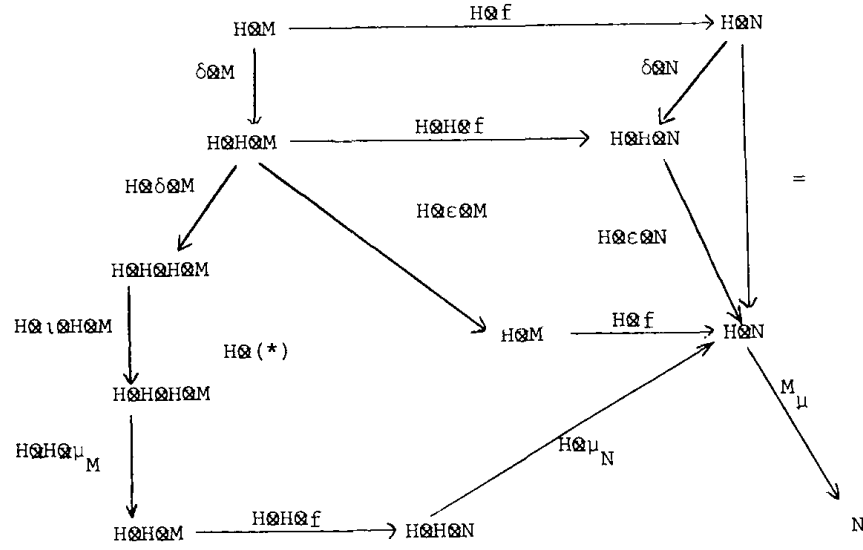 H⊗f
H⊗M H⊗N
δ⊗M δ⊗N
H⊗H⊗f
H⊗H⊗M H⊗H⊗N
H⊗δ⊗M =
H⊗ε⊗M
H⊗ε⊗N
H⊗H⊗H⊗M
H⊗ι⊗H⊗M H⊗M H⊗f H⊗N
H⊗(*)
H⊗H⊗H⊗M M_μ
H⊗H⊗μ_M H⊗μ_N
H⊗H⊗f
H⊗H⊗M H⊗H⊗N N